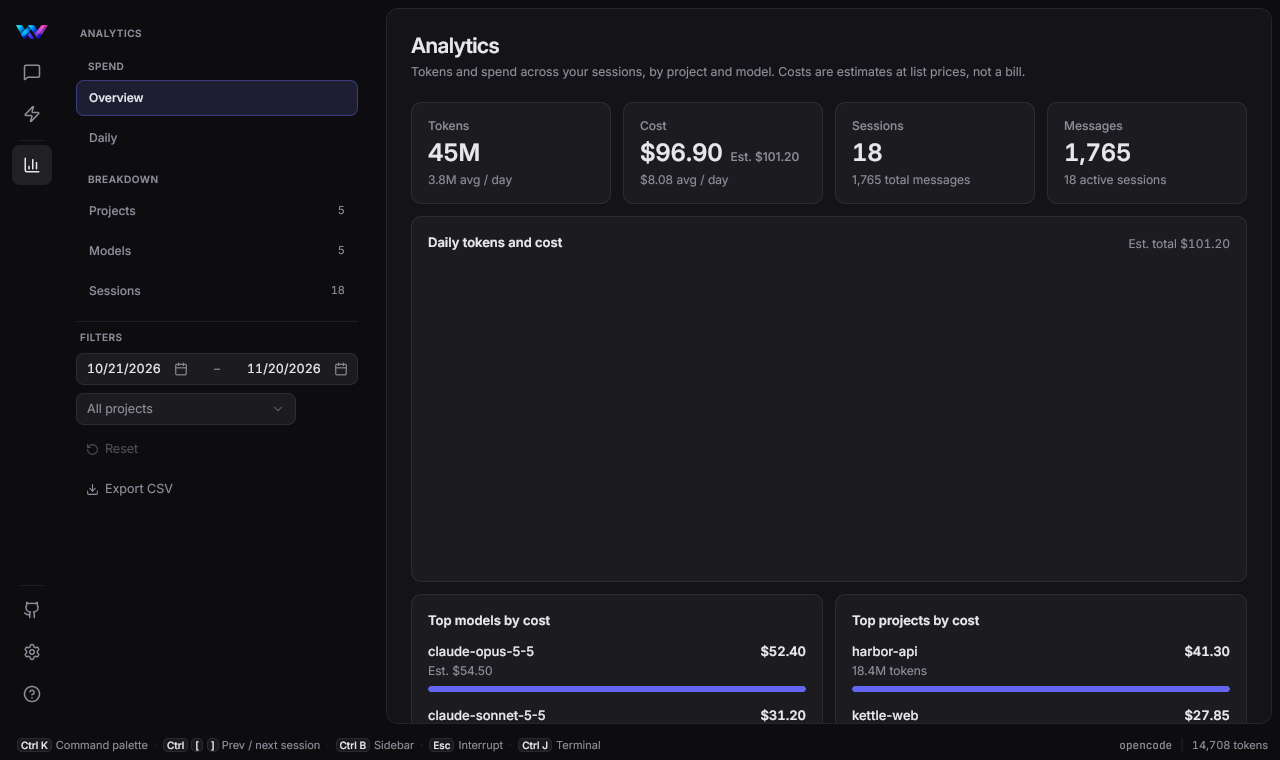 ANALYTICS
SPEND
Overview
Daily
BREAKDOWN
Projects 5
Models 5
Sessions 18
FILTERS
10/21/2026 – 11/20/2026
All projects
Reset
Export CSV
Analytics
Tokens and spend across your sessions, by project and model. Costs are estimates at list prices, not a bill.
Tokens
45M
3.8M avg / day
Cost
$96.90 Est. $101.20
$8.08 avg / day
Sessions
18
1,765 total messages
Messages
1,765
18 active sessions
Daily tokens and cost Est. total $101.20
Top models by cost
claude-opus-5-5 $52.40
Est. $54.50
claude-sonnet-5-5 $31.20
Top projects by cost
harbor-api $41.30
18.4M tokens
kettle-web $27.85
Ctrl K Command palette · Ctrl [ ] Prev / next session · Ctrl B Sidebar · Esc Interrupt · Ctrl J Terminal
opencode 14,708 tokens